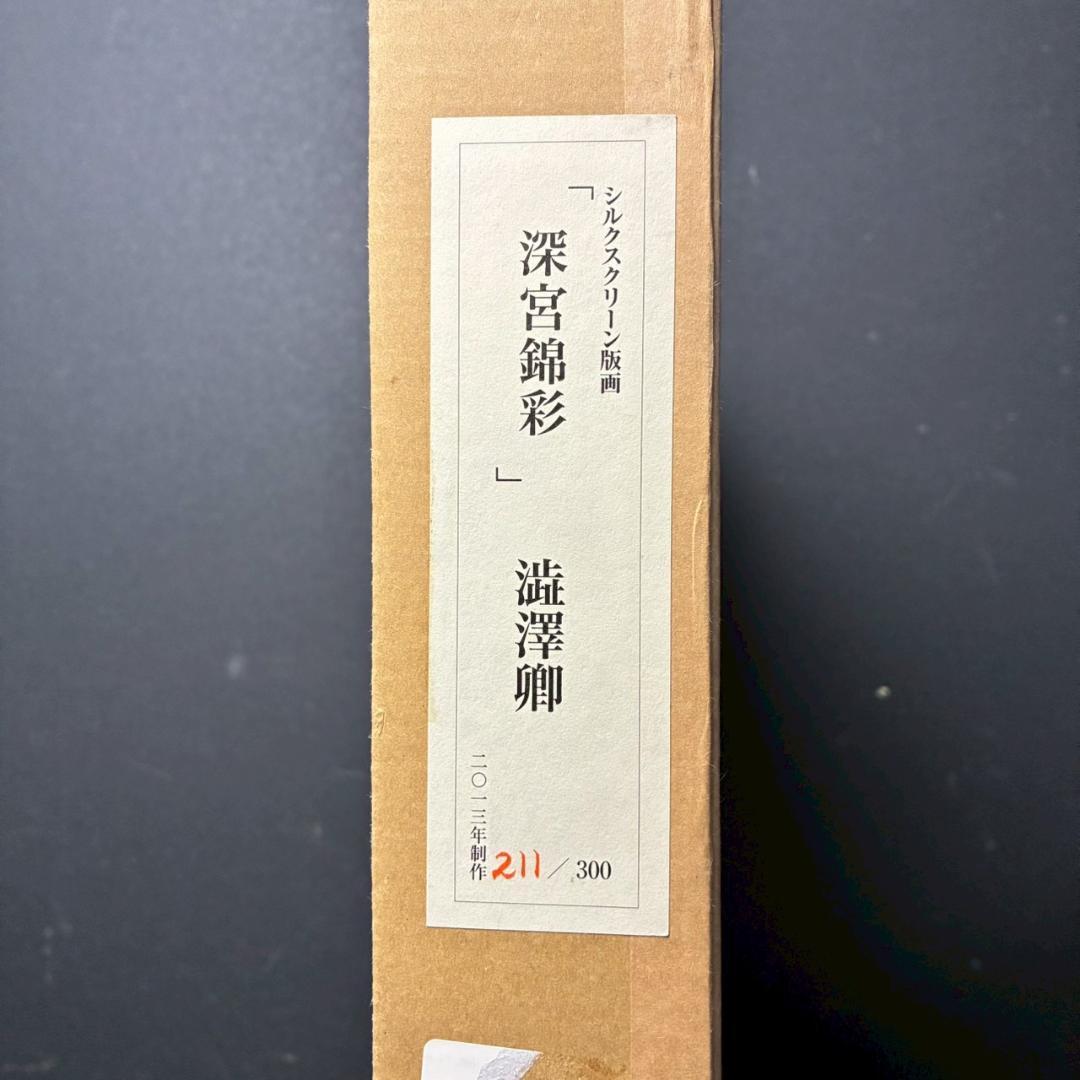 シルクスクリーン版画
「深宮錦彩」
澁澤卿
二〇一三年制作
211／300